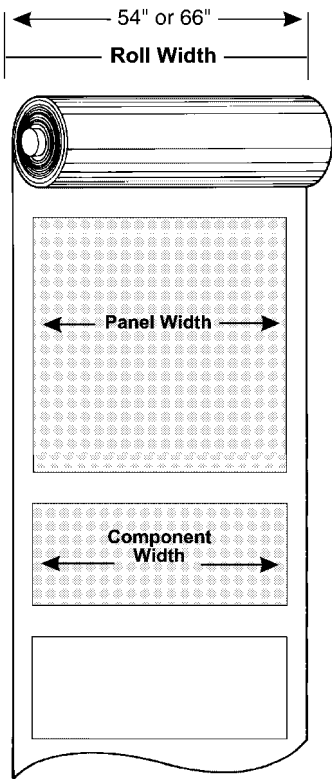 54" or 66"
Roll Width
Panel Width
Component
Width